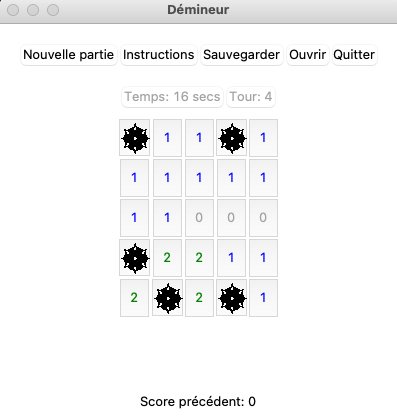 Démineur
Nouvelle partie Instructions Sauvegarder Ouvrir Quitter
Temps: 16 secs Tour: 4
1 1 1
1 1 1 1 1
1 1 0 0 0
2 2 1 1
2 2 1
Score précédent: 0